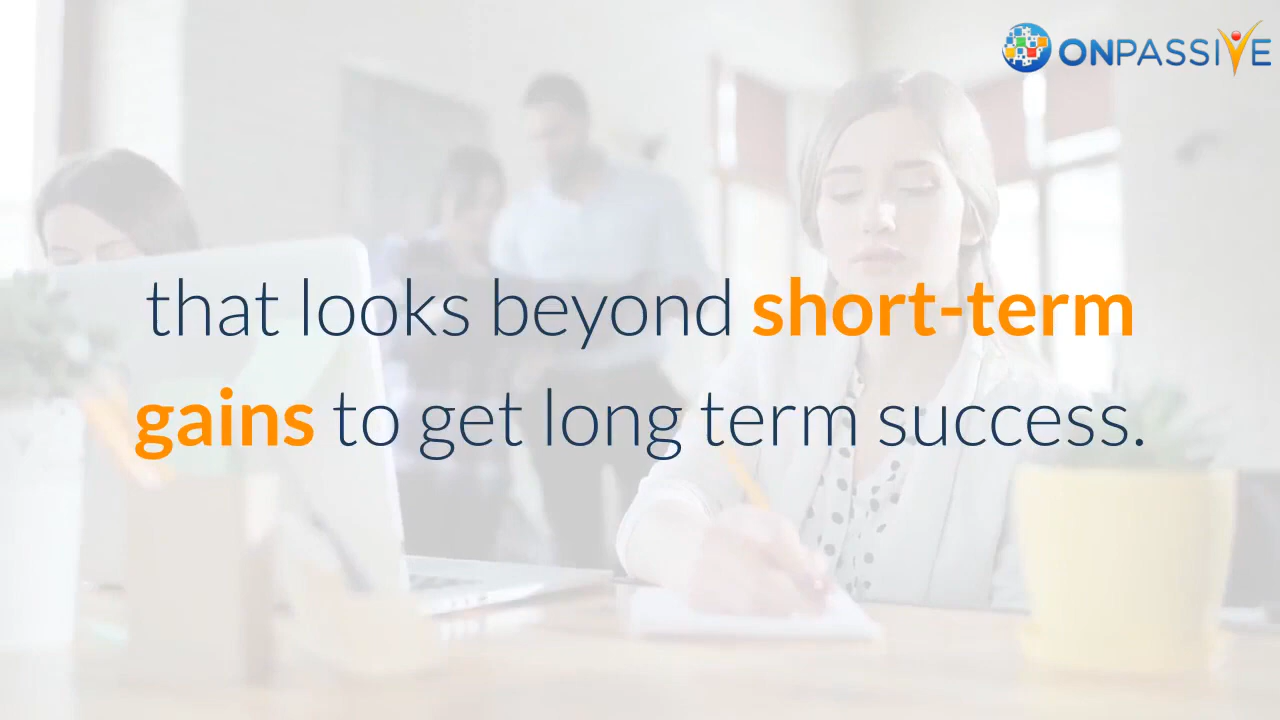 ONPASSIVE
that looks beyond short-term
gains to get long term success.